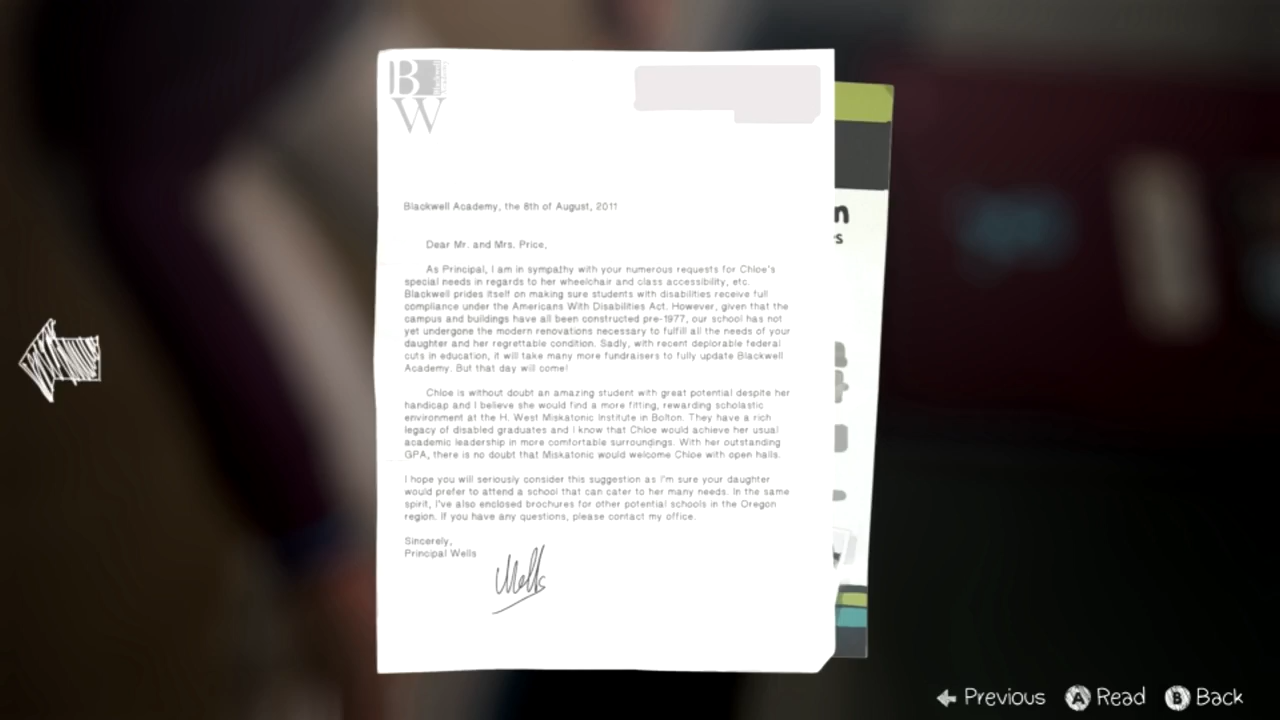 B
Blackwell
Academy
W
Blackwell Academy, the 8th of August, 2011
Dear Mr. and Mrs. Price,
As Principal, I am in sympathy with your numerous requests for Chloe's
special needs in regards to her wheelchair and class accessibility, etc.
Blackwell prides itself on making sure students with disabilities receive full
compliance under the Americans With Disabilities Act. However, given that the
campus and buildings have all been constructed pre-1977, our school has not
yet undergone the modern renovations necessary to fulfill all the needs of your
daughter and her regrettable condition. Sadly, with recent deplorable federal
cuts in education, it will take many more fundraisers to fully update Blackwell
Academy. But that day will come!
Chloe is without doubt an amazing student with great potential despite her
handicap and I believe she would find a more fitting, rewarding scholastic
environment at the H. West Miskatonic Institute in Bolton. They have a rich
legacy of disabled graduates and I know that Chloe would achieve her usual
academic leadership in more comfortable surroundings. With her outstanding
GPA, there is no doubt that Miskatonic would welcome Chloe with open halls.
I hope you will seriously consider this suggestion as I'm sure your daughter
would prefer to attend a school that can cater to her many needs. In the same
spirit, I've also enclosed brochures for other potential schools in the Oregon
region. If you have any questions, please contact my office.
Sincerely,
Principal Wells
Wells
n
s
Previous A Read B Back